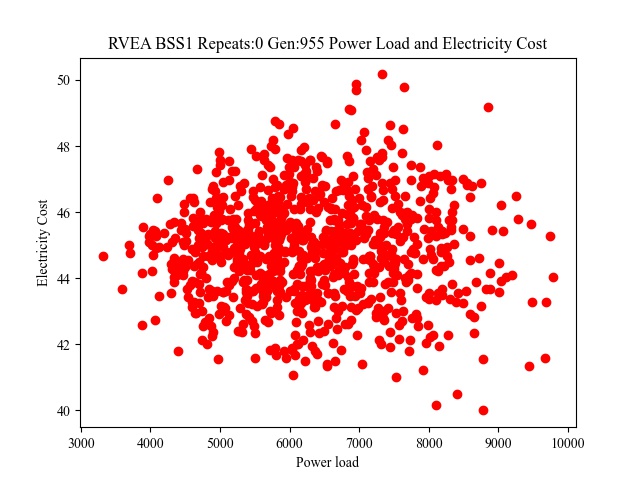 RVEA BSS1 Repeats:0 Gen:955 Power Load and Electricity Cost
50
48
46
44
42
40
Electricity Cost
3000 4000 5000 6000 7000 8000 9000 10000
Power load